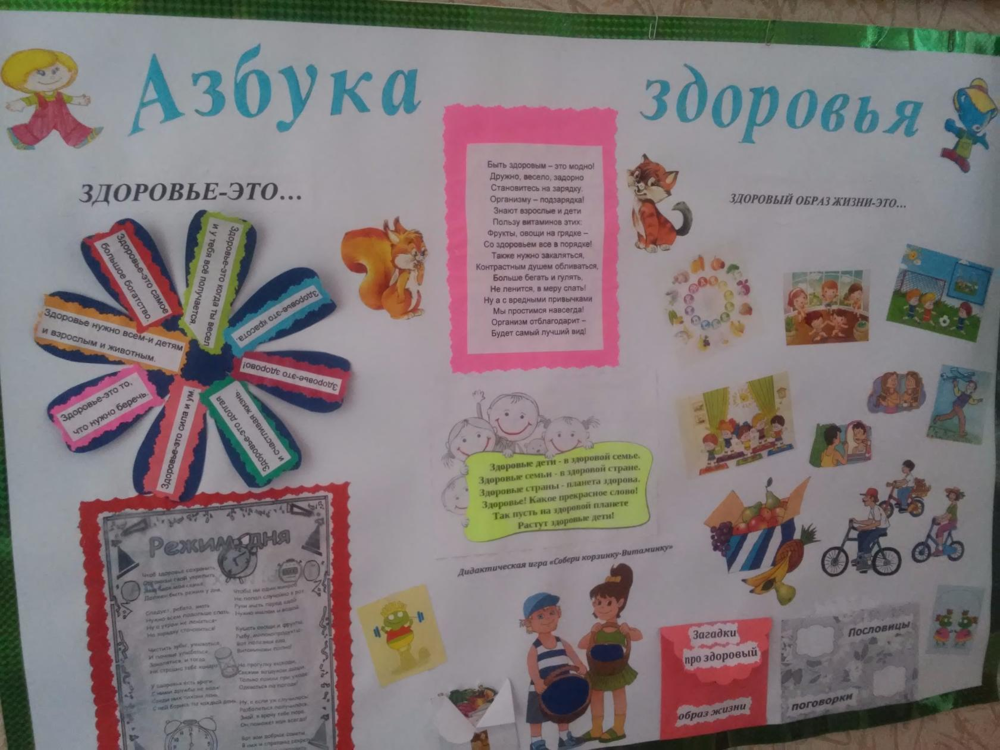 Азбука здоровья
ЗДОРОВЬЕ-ЭТО...
Здоровье-это самое
большое богатство.
Здоровье-это когда ты весел
и у тебя всё получается.
Здоровье-это красота.
Здоровье-это здорово!
Здоровье-это долгая
и счастливая жизнь.
Здоровье-это сила и ум.
Здоровье-это то,
что нужно беречь.
Здоровье нужно всем-и детям
и взрослым и животным.
Быть здоровым – это модно!
Дружно, весело, задорно
Становитесь на зарядку.
Организму – подзарядка!
Знают взрослые и дети
Пользу витаминов этих:
Фрукты, овощи на грядке –
Со здоровьем все в порядке!
Также нужно закаляться,
Контрастным душем обливаться,
Больше бегать и гулять,
Не ленится, в меру спать!
Ну а с вредными привычками
Мы простимся навсегда!
Организм отблагодарит –
Будет самый лучший вид!
Здоровые дети - в здоровой семье.
Здоровые семьи - в здоровой стране.
Здоровые страны - планета здорова.
Здоровье! Какое прекрасное слово!
Так пусть на здоровой планете
Растут здоровые дети!
Дидактическая игра «Собери корзинку-Витаминку»
ЗДОРОВЫЙ ОБРАЗ ЖИЗНИ-ЭТО...
Режим дня
Чтоб здоровье сохранить,
Организм свой укрепить,
Должен быть режим у дня.
Следует, ребята, знать
Нужно всем подольше спать.
Ну а утром не лениться–
На зарядку становиться!
Чистить зубы, умываться,
И почаще улыбаться,
Закаляться, и тогда
Не страшна тебе хандра.
У здоровья есть враги,
С ними дружбы не води!
Среди них тихоня лень,
С ней борись ты каждый день.
Чтобы ни один микроб
Не попал случайно в рот,
Руки мыть перед едой
Нужно мылом и водой.
Кушать овощи и фрукты,
Рыбу, молокопродукты-
Вот полезная еда,
Витаминами полна!
На прогулку выходи,
Свежим воздухом дыши.
Только помни при уходе
Одеваться по погоде!
Ну, а если уж случилось:
Разболеться получилось,
Знай, к врачу тебе пора.
Он поможет нам всегда!
Вот вам добрые советы
В них и спрятаны секреты
Загадки
про здоровый
образ жизни
Пословицы
поговорки